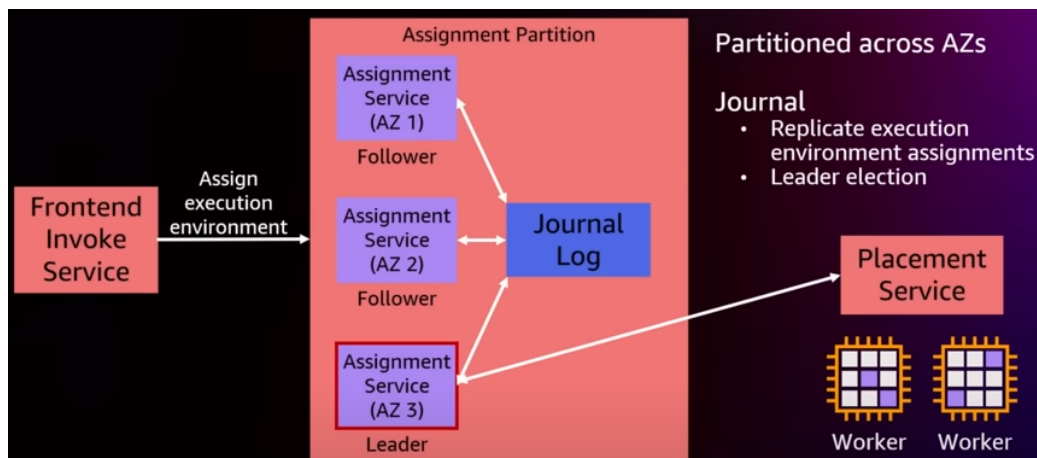 Assignment Partition
Assignment
Service
(AZ 1)
Follower
Assignment
Service
(AZ 2)
Follower
Assignment
Service
(AZ 3)
Leader
Journal
Log
Frontend
Invoke
Service
Assign
execution
environment
Partitioned across AZs
Journal
• Replicate execution
environment assignments
• Leader election
Placement
Service
Worker
Worker